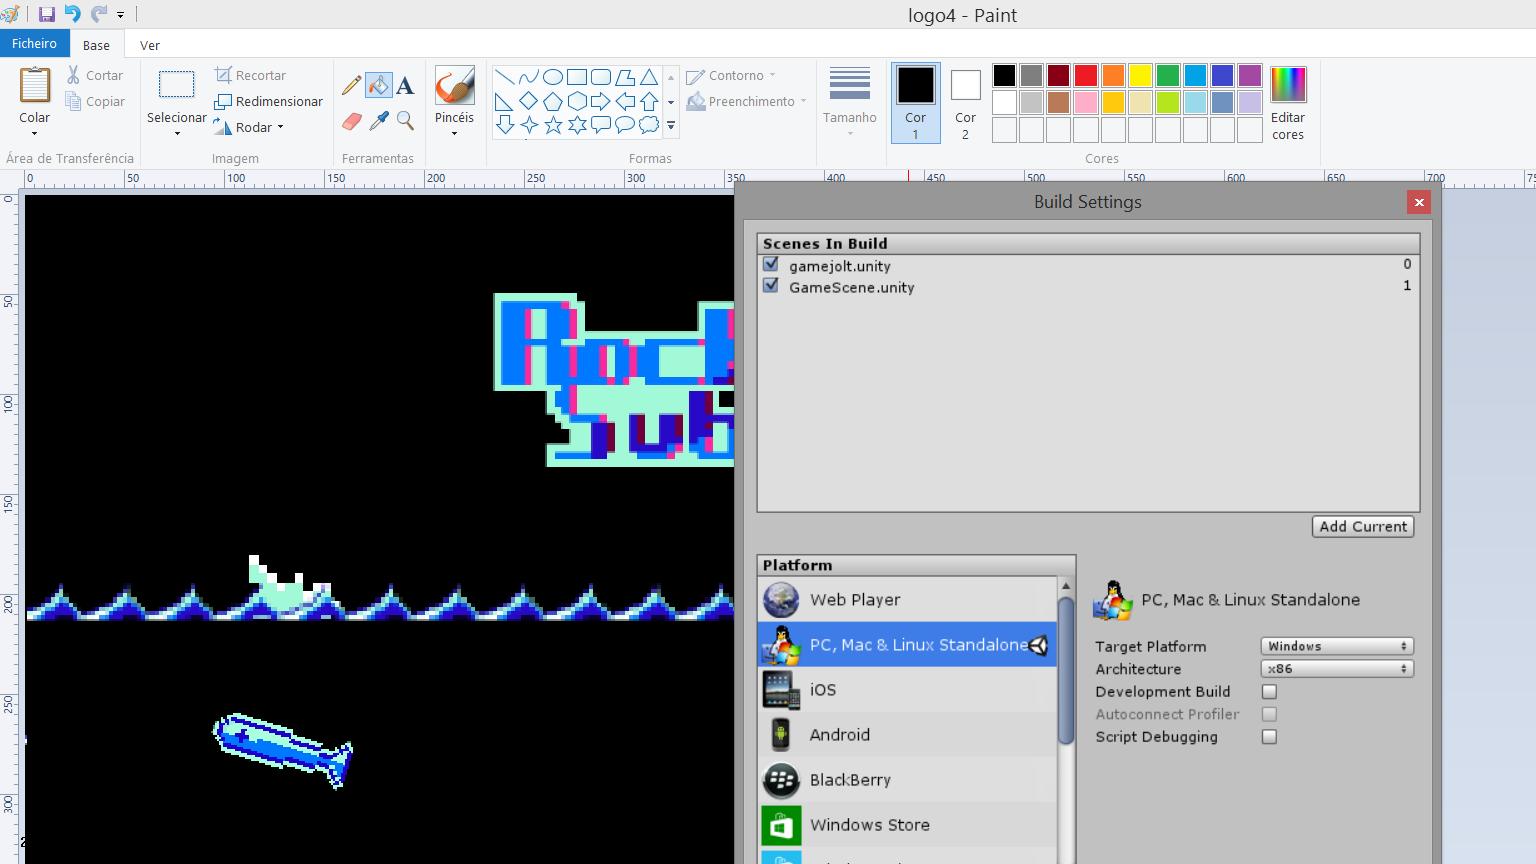 logo4 - Paint
Ficheiro Base Ver
Colar
Cortar
Copiar
Área de Transferência
Selecionar
Recortar
Redimensionar
Rodar
Imagem
A
Ferramentas
Pincéis
Contorno
Preenchimento
Formas
Tamanho
Cor
1
Cor
2
Editar
cores
Cores
0 50 100 150 200 250 300 350 400 450 500 550 600 650 700
0
50
100
150
200
250
300
Build Settings
Scenes In Build
gamejolt.unity 0
GameScene.unity 1
Add Current
Platform
Web Player
PC, Mac & Linux Standalone
iOS
Android
BlackBerry
Windows Store
PC, Mac & Linux Standalone
Target Platform Windows
Architecture x86
Development Build
Autoconnect Profiler
Script Debugging